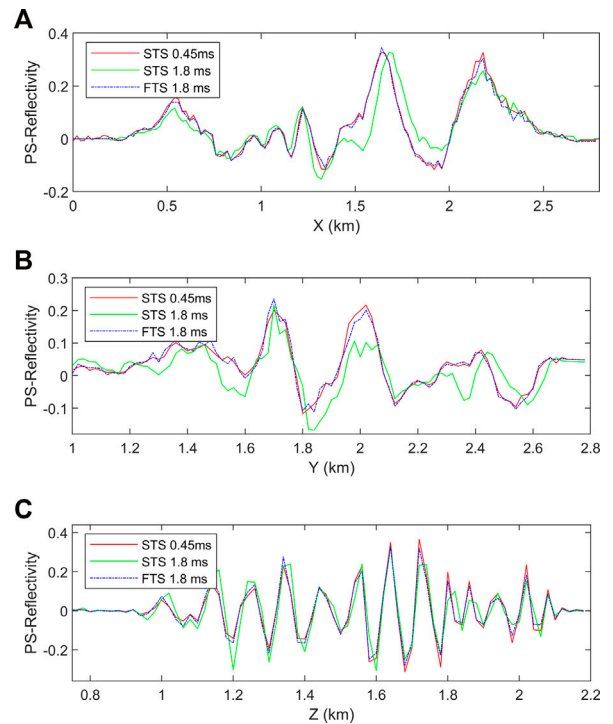 A
STS 0.45ms
STS 1.8 ms
FTS 1.8 ms
PS-Reflectivity
0.4
0.2
0
-0.2
0 0.5 1 1.5 2 2.5
X (km)
B
STS 0.45ms
STS 1.8 ms
FTS 1.8 ms
PS-Reflectivity
0.3
0.2
0.1
0
-0.1
1 1.2 1.4 1.6 1.8 2 2.2 2.4 2.6 2.8
Y (km)
C
STS 0.45ms
STS 1.8 ms
FTS 1.8 ms
PS-Reflectivity
0.4
0.2
0
-0.2
0.8 1 1.2 1.4 1.6 1.8 2 2.2
Z (km)